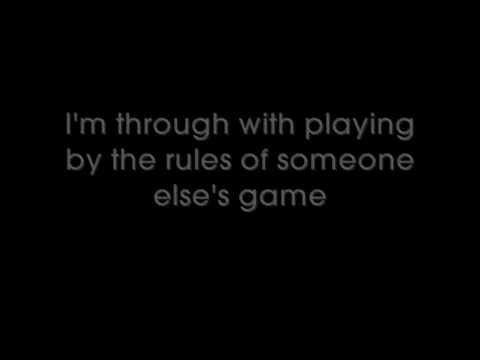 I'm through with playing
by the rules of someone
else's game